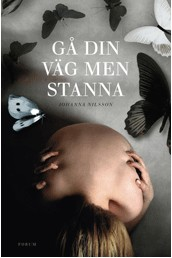 GÅ DIN
VÄG MEN
STANNA
JOHANNA NILSSON
FORUM